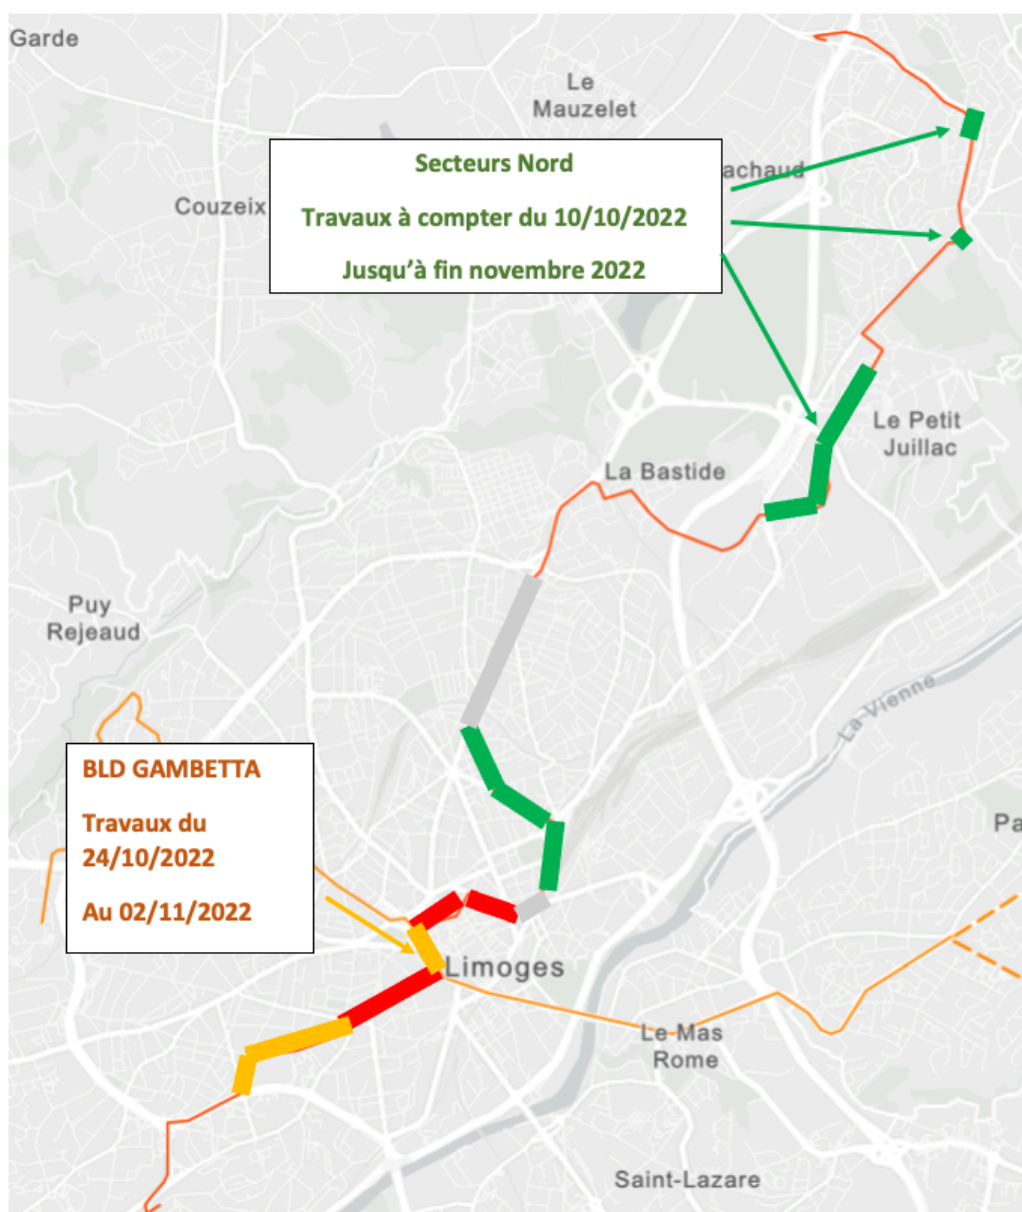 Garde
Le
Mauzelet
Secteurs Nord
Travaux à compter du 10/10/2022
Jusqu'à fin novembre 2022
achaud
Couzeix
Le Petit
Juillac
La Bastide
Puy
Rejeaud
La Vienne
BLD GAMBETTA
Travaux du
24/10/2022
Au 02/11/2022
Pa
Limoges
Le Mas
Rome
Saint-Lazare